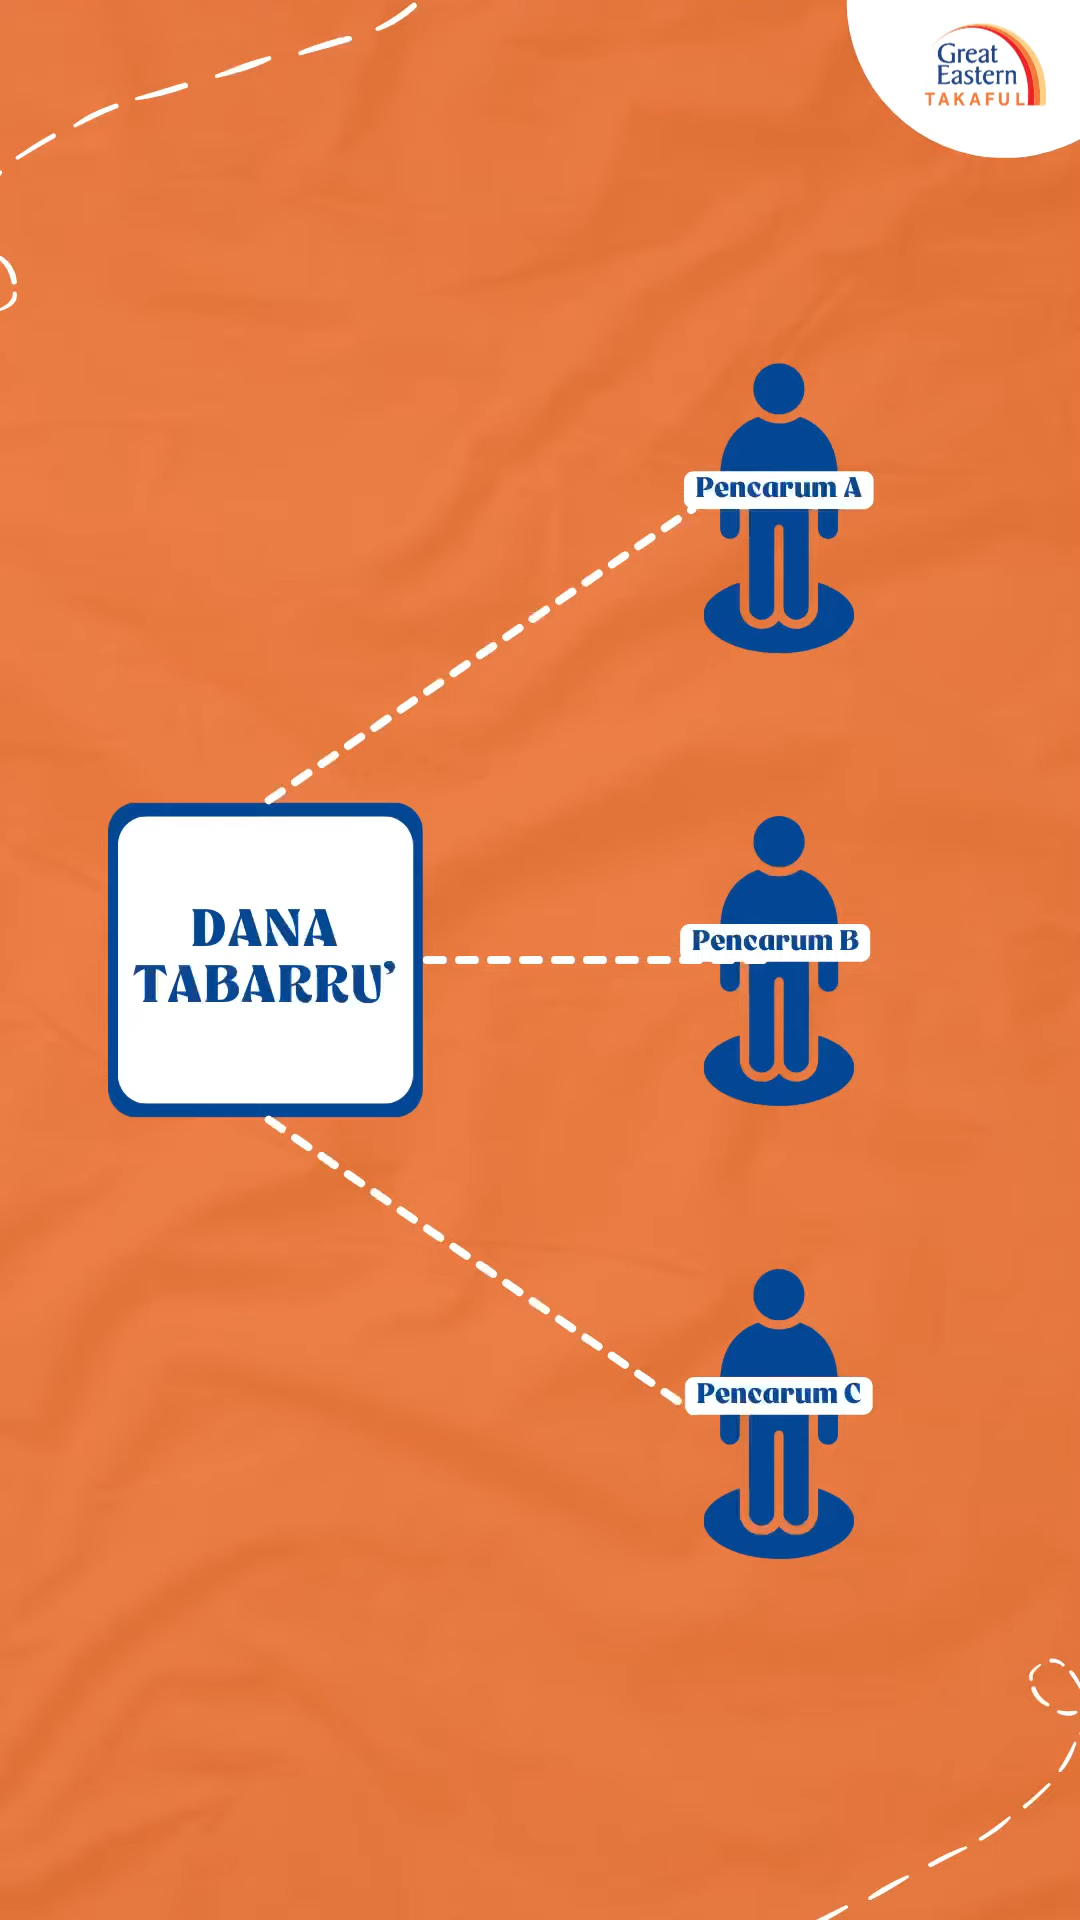 Great
Eastern
TAKAFUL
Pencarum A
DANA
TABARRU’
Pencarum B
Pencarum C